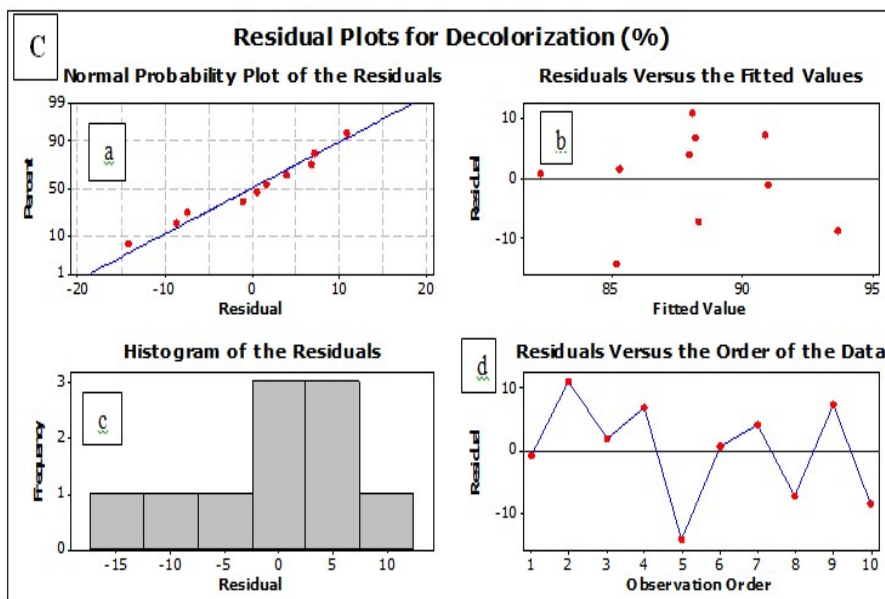 C
Residual Plots for Decolorization (%)
Normal Probability Plot of the Residuals
a
Percent
99
90
50
10
1
-20 -10 0 10 20
Residual
Residuals Versus the Fitted Values
b
Residual
10
0
-10
85 90 95
Fitted Value
Histogram of the Residuals
c
Frequency
3
2
1
0
-15 -10 -5 0 5 10
Residual
d
Residuals Versus the Order of the Data
Residual
10
0
-10
1 2 3 4 5 6 7 8 9 10
Observation Order